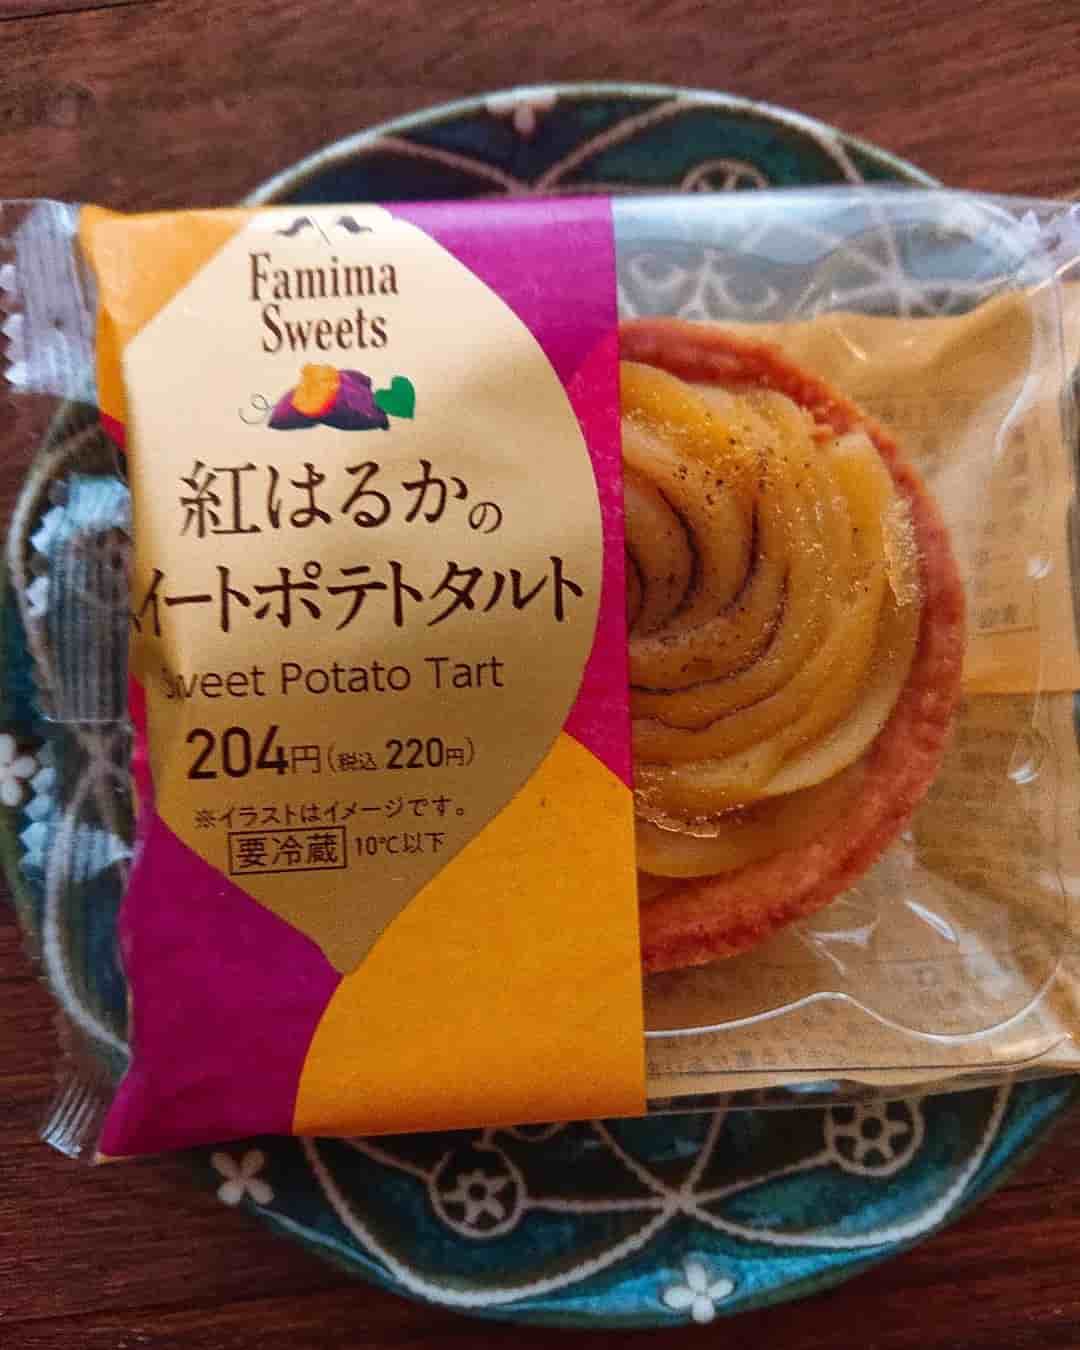 Famima
Sweets
紅はるかの
イートポテトタルト
Sweet Potato Tart
204円(税込 220円)
※イラストはイメージです。
要冷蔵 10℃以下